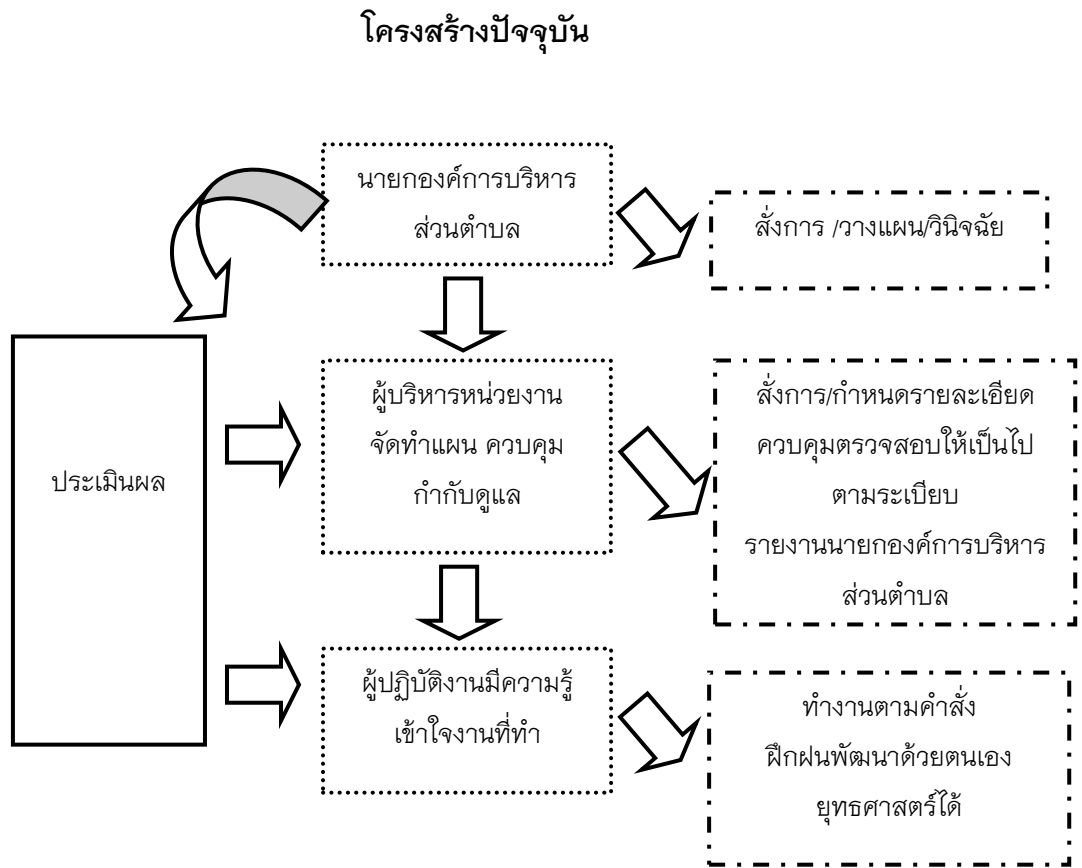 โครงสร้างปัจจุบัน
นายกองค์การบริหาร
ส่วนตำบล
สั่งการ /วางแผน/วินิจฉัย
ประเมินผล
ผู้บริหารหน่วยงาน
จัดทำแผน ควบคุม
กำกับดูแล
สั่งการ/กำหนดรายละเอียด
ควบคุมตรวจสอบให้เป็นไป
ตามระเบียบ
รายงานนายกองค์การบริหาร
ส่วนตำบล
ผู้ปฏิบัติงานมีความรู้
เข้าใจงานที่ทำ
ทำงานตามคำสั่ง
ฝึกฝนพัฒนาด้วยตนเอง
ยุทธศาสตร์ได้